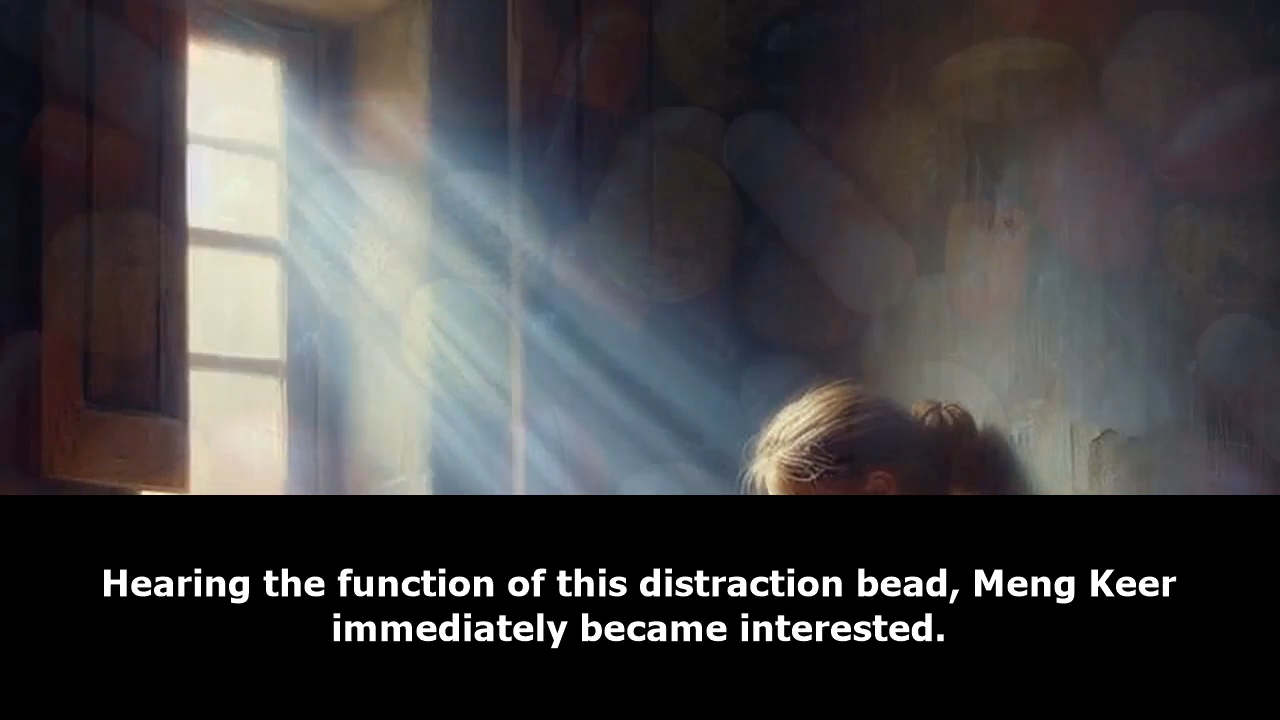 Hearing the function of this distraction bead, Meng Keer
immediately became interested.